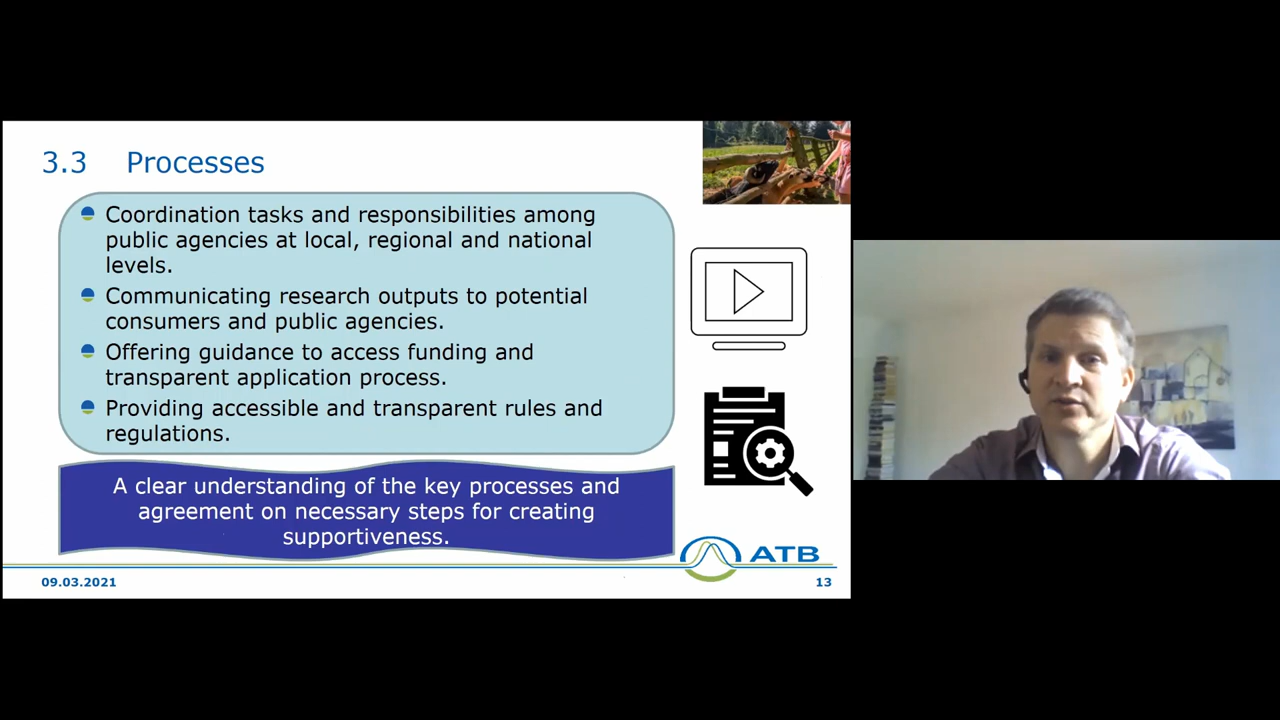 3.3 Processes
Coordination tasks and responsibilities among
public agencies at local, regional and national
levels.
Communicating research outputs to potential
consumers and public agencies.
Offering guidance to access funding and
transparent application process.
Providing accessible and transparent rules and
regulations.
A clear understanding of the key processes and
agreement on necessary steps for creating
supportiveness.
ATB
09.03.2021
13